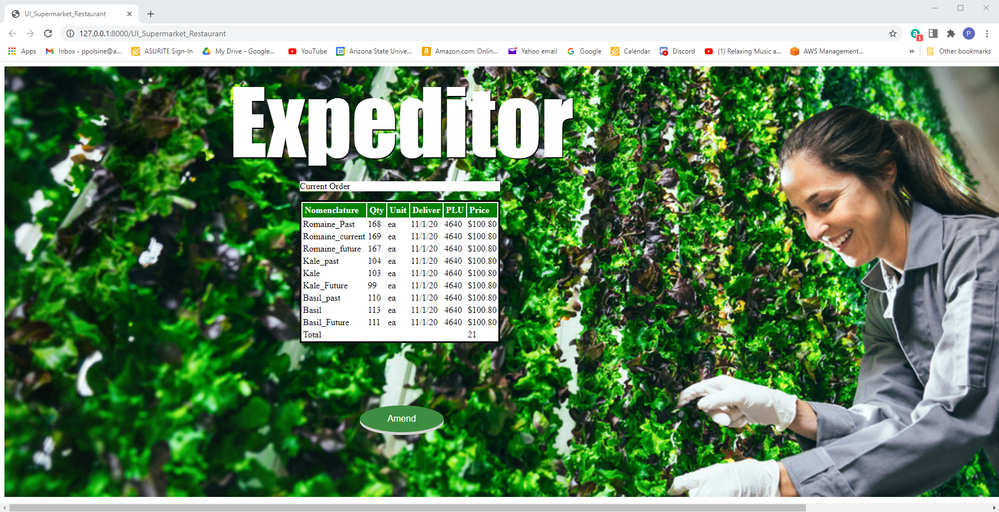 UI_Supermarket_Restaurant
127.0.0.1:8000/UI_Supermarket_Restaurant
1
P
Apps Inbox - ppolsine@a... ASURITE Sign-In My Drive - Google... YouTube 28 Arizona State Unive... Amazon.com: Onlin... Yahoo email Google Calendar Discord (1) Relaxing Music a... AWS Management... » Other bookmarks
Expeditor
Current Order
Nomenclature Qty Unit Deliver PLU Price
Romaine_Past 168 ea 11/1/20 4640 $100.80
Romaine_current 169 ea 11/1/20 4640 $100.80
Romaine_future 167 ea 11/1/20 4640 $100.80
Kale_past 104 ea 11/1/20 4640 $100.80
Kale 103 ea 11/1/20 4640 $100.80
Kale_Future 99 ea 11/1/20 4640 $100.80
Basil_past 110 ea 11/1/20 4640 $100.80
Basil 113 ea 11/1/20 4640 $100.80
Basil_Future 111 ea 11/1/20 4640 $100.80
Total 21
Amend